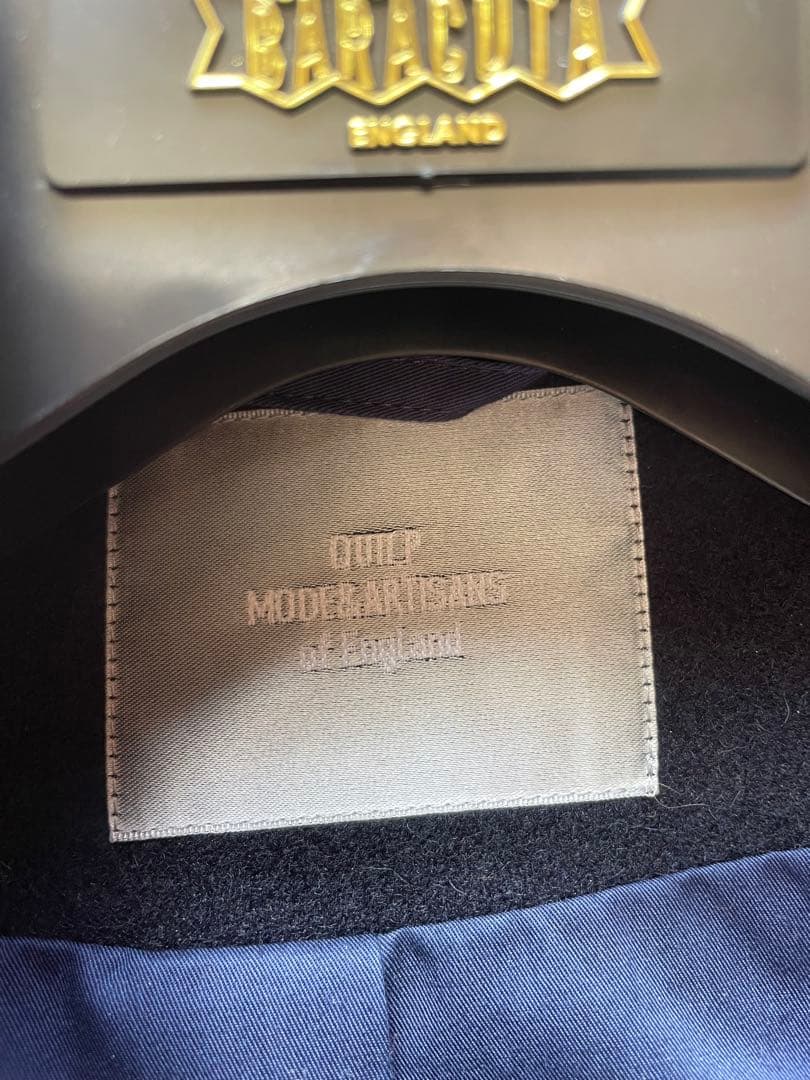 BARACUTA
ENGLAND
QUILP
MODE&ARTISANS
of England